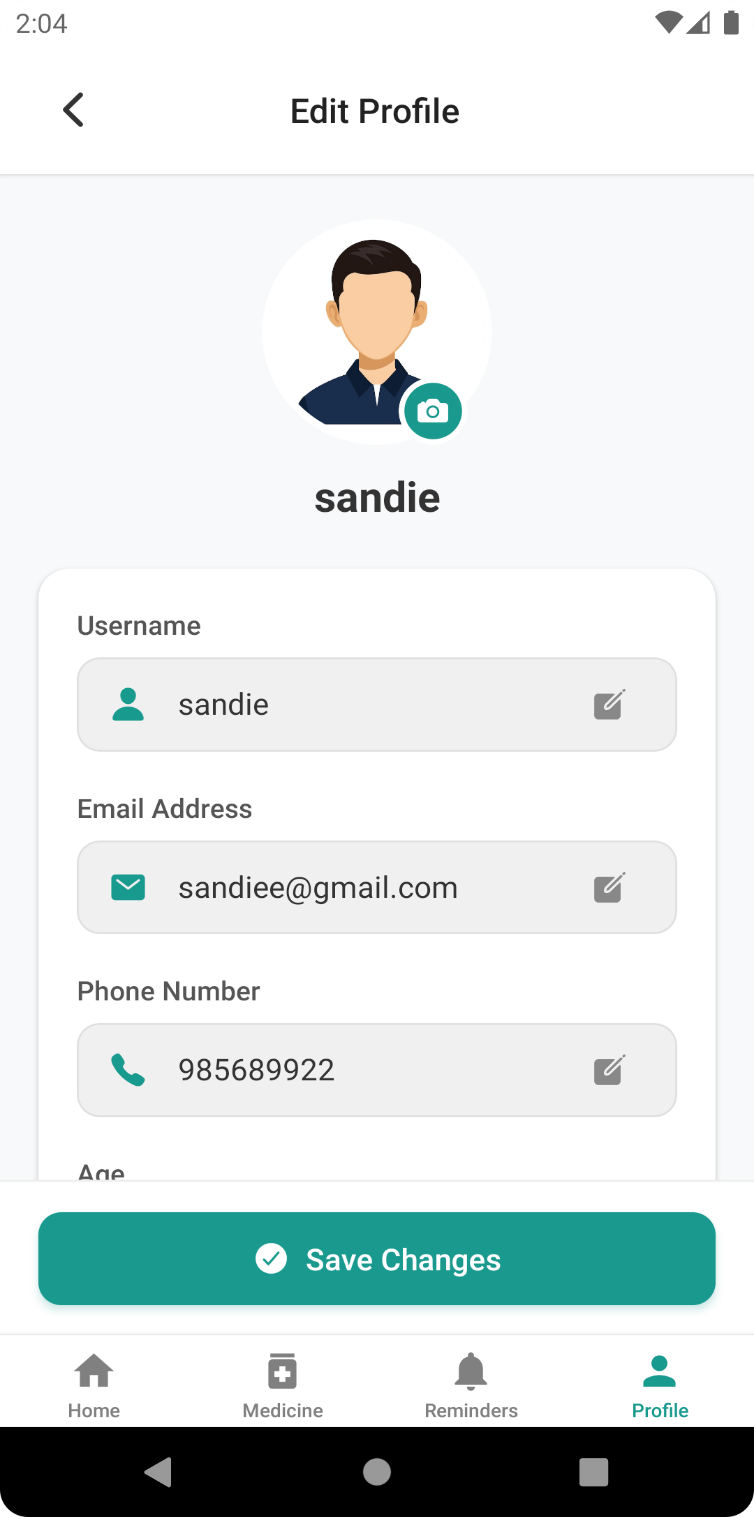 2:04
Edit Profile
sandie
Username
sandie
Email Address
sandiee@gmail.com
Phone Number
985689922
Age
Save Changes
Home
Medicine
Reminders
Profile